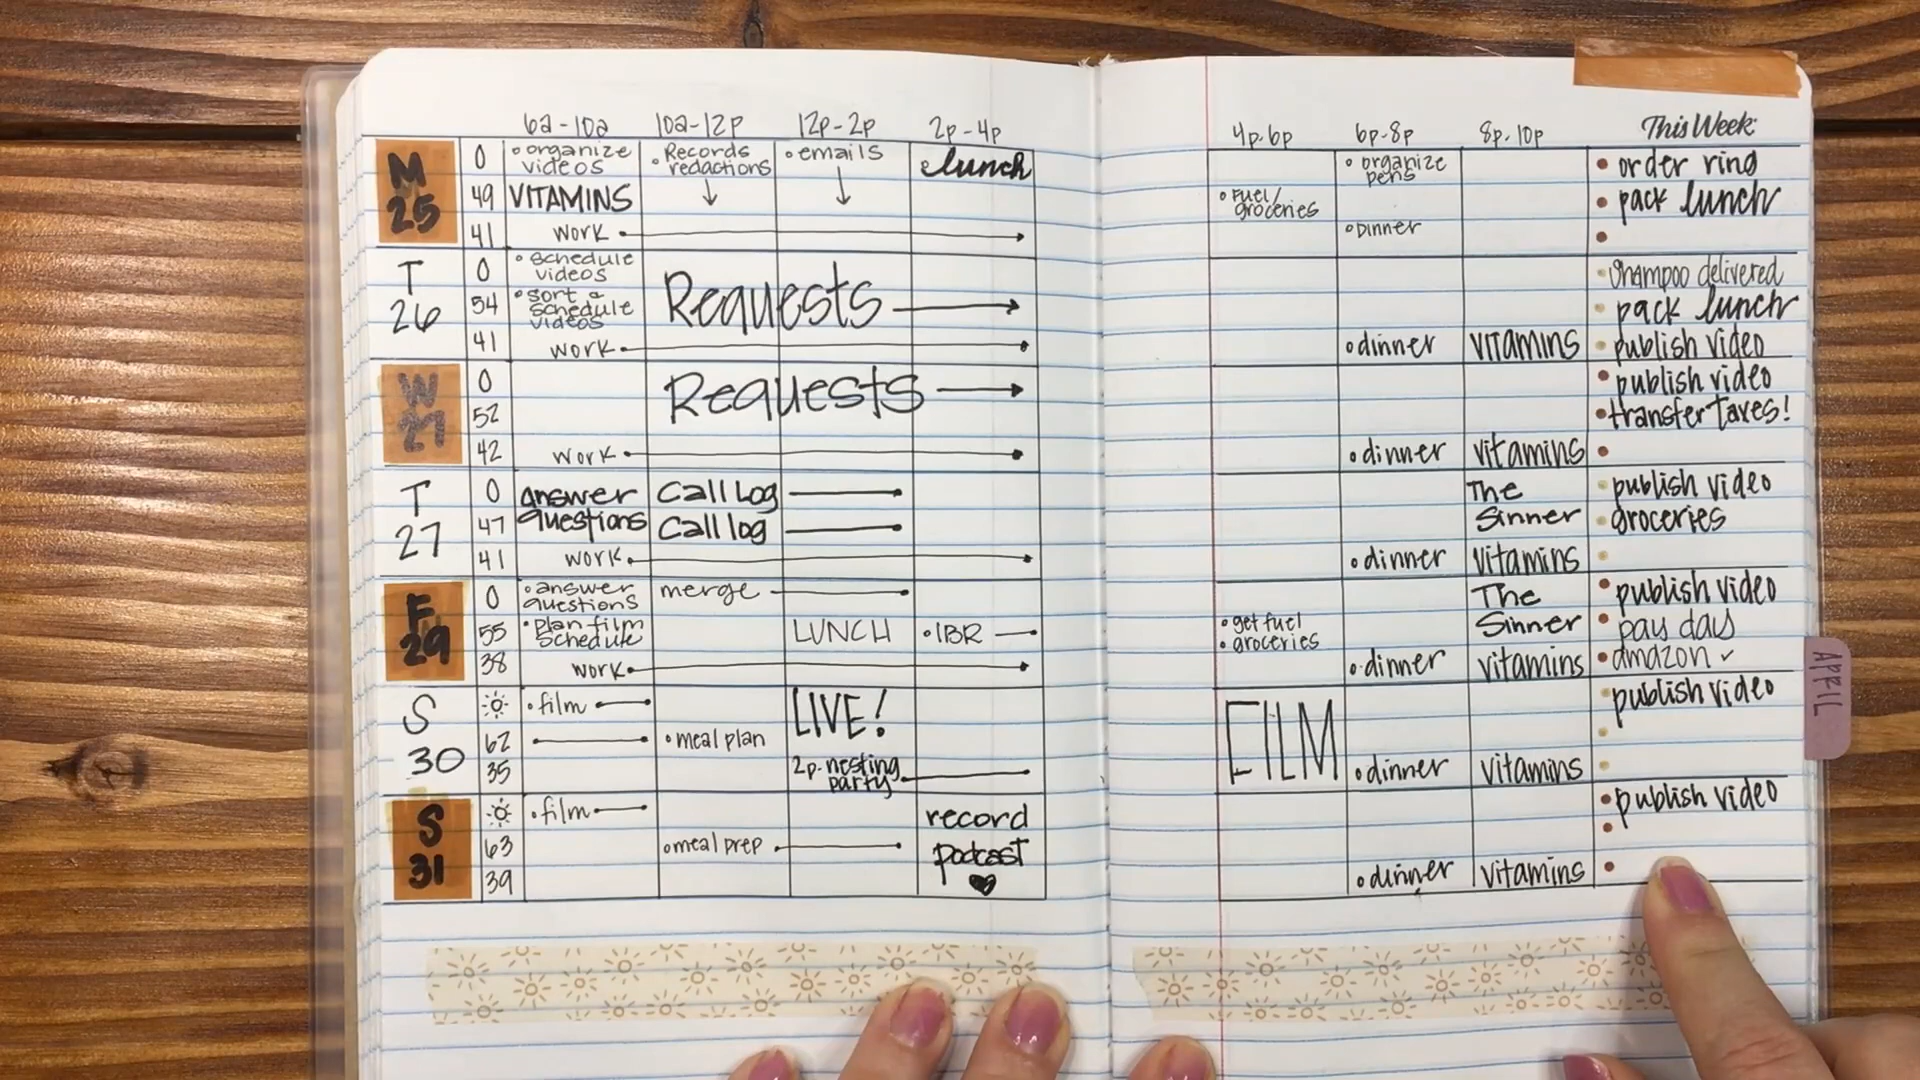 6a-10a 10a-12p 12p-2p 2p-4p 4p-6p 6p-8p 8p-10p This Week:
M
25
0
49
41
• organize
videos
VITAMINS
work
• Records
redactions
• emails
• lunch
• Fuel/
groceries
• organize
pens
• Dinner
• order ring
• pack lunch
T
26
0
54
41
• schedule
videos
• sort &
schedule
videos
work
Requests
• dinner
VITAMINS
• Shampoo delivered
• pack lunch
• publish video
W
27
0
52
42
work
Requests
• dinner
vitamins
• publish video
• transfer taxes!
T
27
0
47
41
answer
questions
work
Call Log
Call log
• dinner
The
Sinner
vitamins
• publish video
• groceries
F
29
0
55
38
• answer
questions
• plan film
schedule
work
merge
LUNCH
• IBR
• get fuel
• groceries
• dinner
The
Sinner
vitamins
• publish video
• pay day
• amazon ✓
S
30
62
35
• film
• meal plan
LIVE!
2p-nesting
party
FILM
• dinner
vitamins
• publish video
S
31
63
39
• film
• meal prep
record
podcast
• dinner
vitamins
• publish video
APRIL